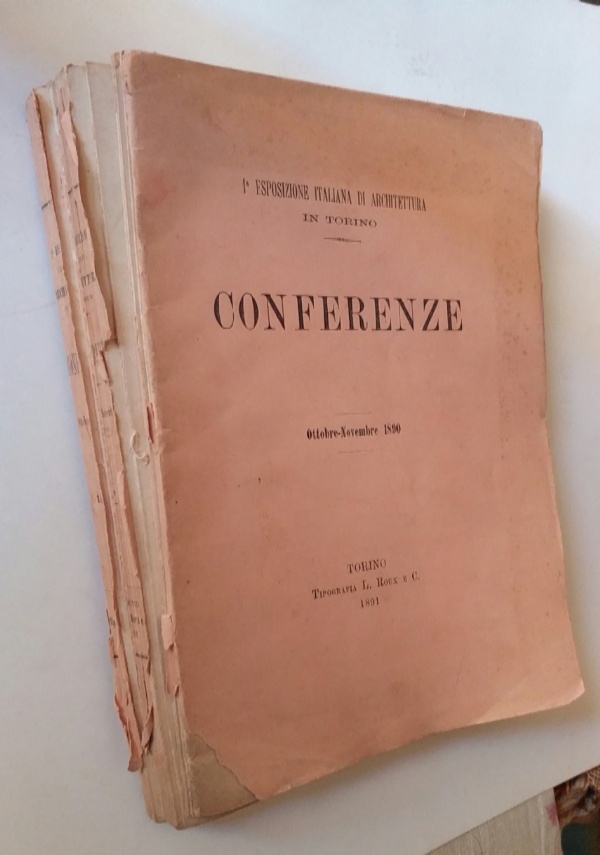 1ª ESPOSIZIONE ITALIANA DI ARCHITETTURA
IN TORINO
CONFERENZE
Ottobre-Novembre 1890
TORINO
TIPOGRAFIA L. ROUX E C.
1891